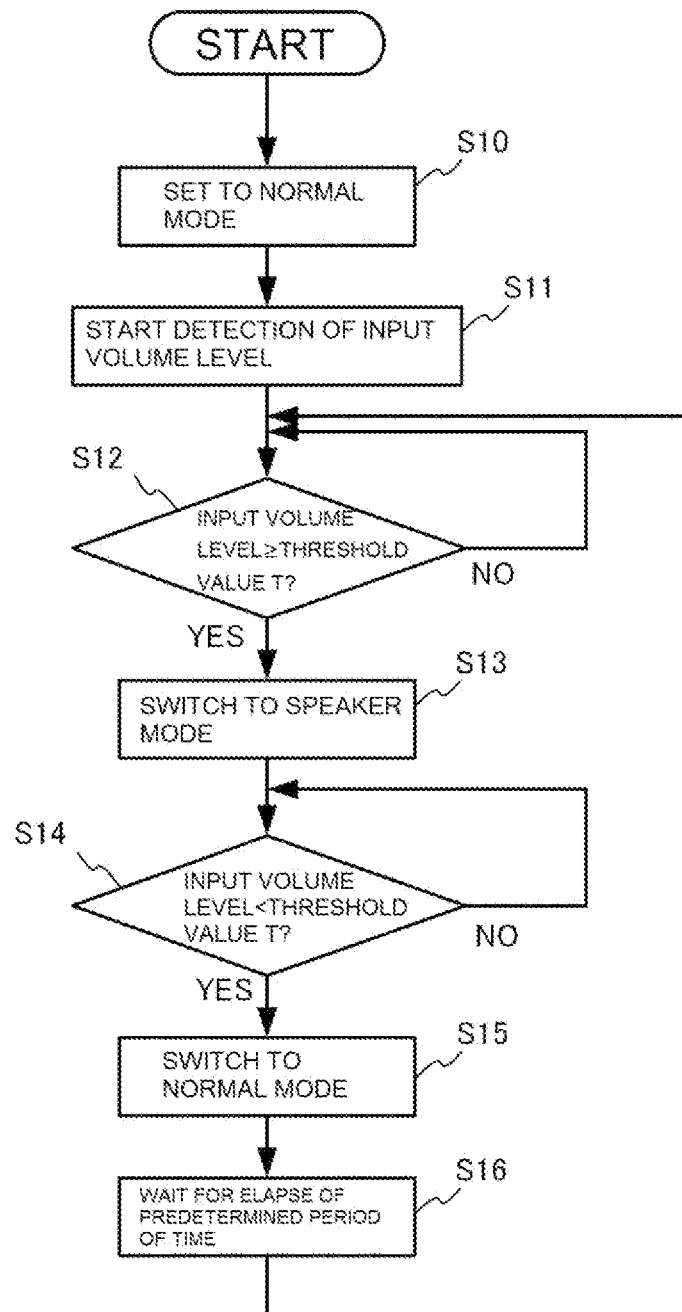 START
S10
SET TO NORMAL
MODE
S11
START DETECTION OF INPUT
VOLUME LEVEL
S12
INPUT VOLUME
LEVEL≥THRESHOLD
VALUE T?
NO
YES
S13
SWITCH TO SPEAKER
MODE
S14
INPUT VOLUME
LEVEL<THRESHOLD
VALUE T?
NO
YES
S15
SWITCH TO
NORMAL MODE
S16
WAIT FOR ELAPSE OF
PREDETERMINED PERIOD
OF TIME